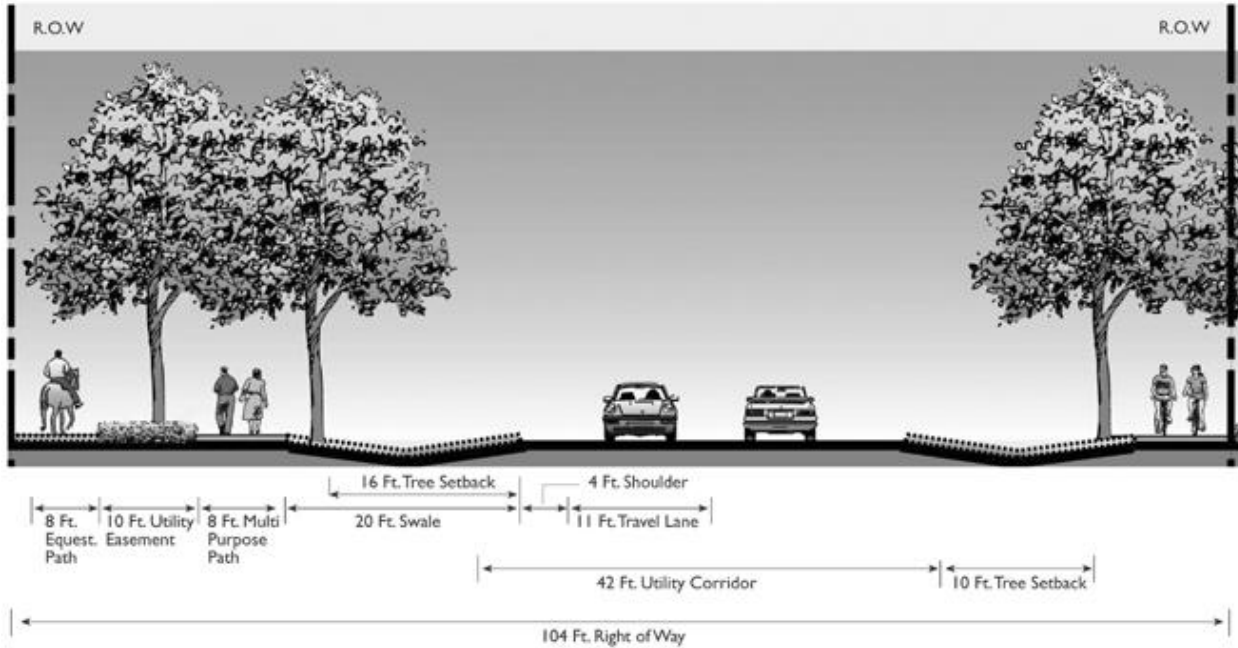 R.O.W
R.O.W
16 Ft. Tree Setback
4 Ft. Shoulder
8 Ft.
Equest.
Path
10 Ft. Utility
Easement
8 Ft. Multi
Purpose
Path
20 Ft. Swale
11 Ft. Travel Lane
42 Ft. Utility Corridor
10 Ft. Tree Setback
104 Ft. Right of Way